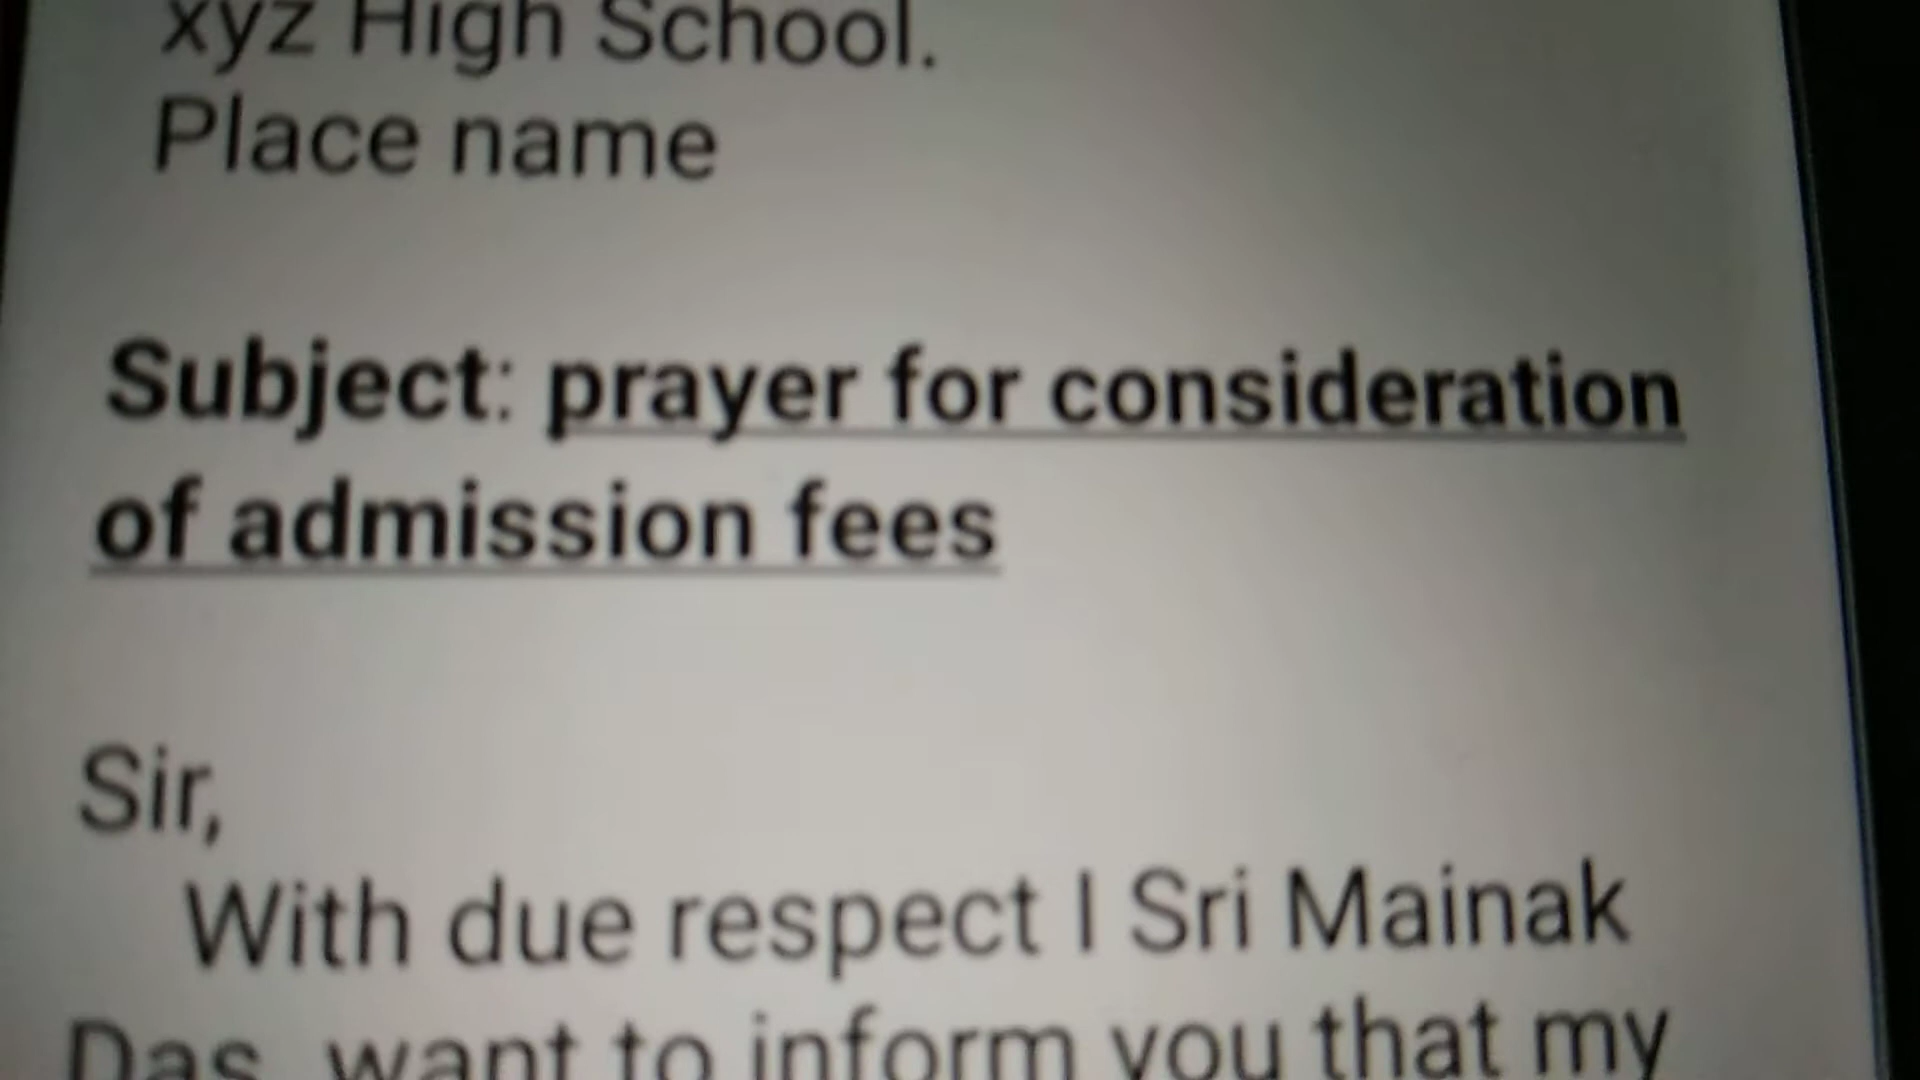 xyz High School.
Place name
Subject: prayer for consideration
of admission fees
Sir,
With due respect I Sri Mainak
Das want to inform you that my